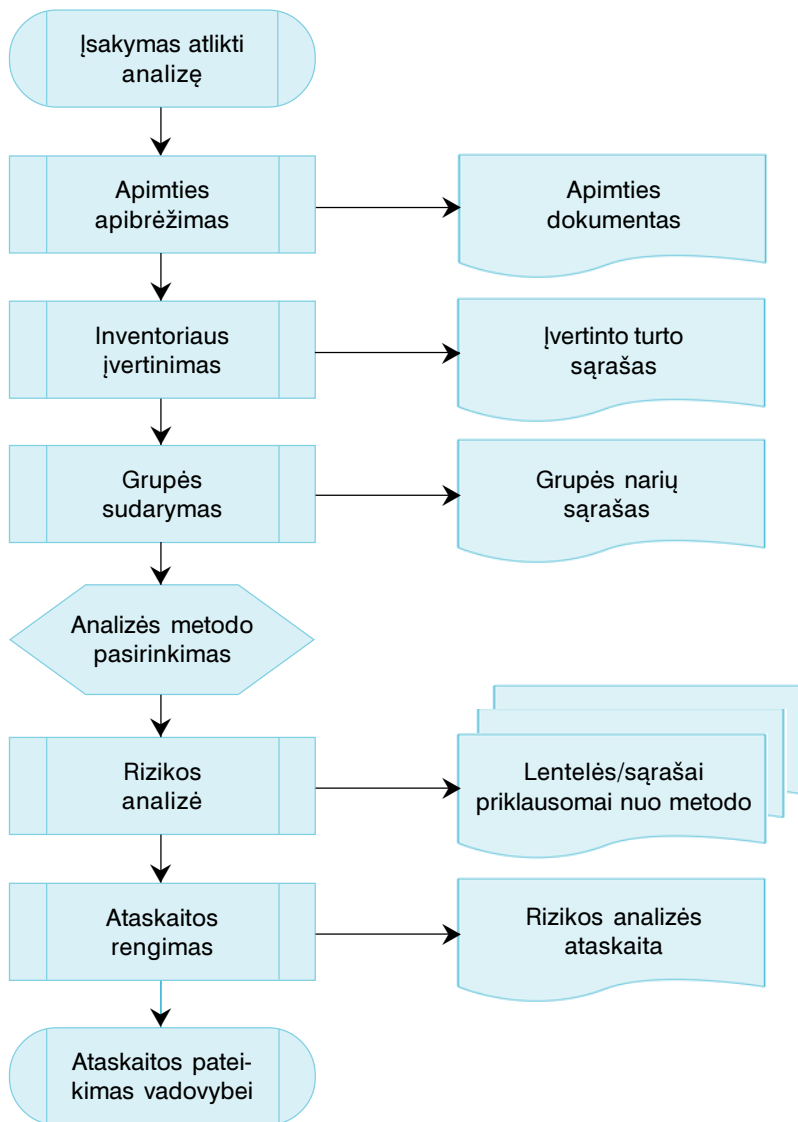 Įsakymas atlikti
analizę
Apimties
apibrėžimas
Apimties
dokumentas
Inventoriaus
įvertinimas
Įvertinto turto
sąrašas
Grupės
sudarymas
Grupės narių
sąrašas
Analizės metodo
pasirinkimas
Rizikos
analizė
Lentelės/sąrašai
priklausomai nuo metodo
Ataskaitos
rengimas
Rizikos analizės
ataskaita
Ataskaitos patei-
kimas vadovybei